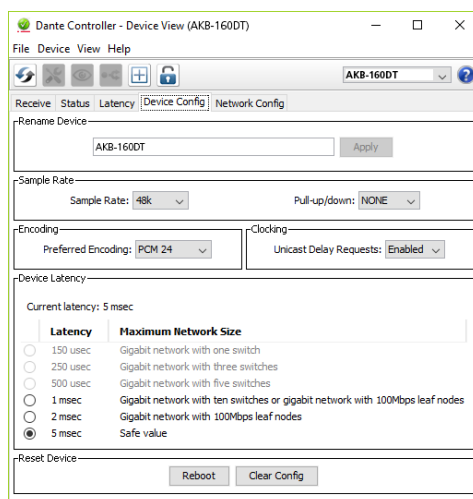 Dante Controller - Device View (AKB-160DT)
File Device View Help
AKB-160DT
Receive Status Latency Device Config Network Config
Rename Device
AKB-160DT Apply
Sample Rate
Sample Rate: 48k Pull-up/down: NONE
Encoding Clocking
Preferred Encoding: PCM 24 Unicast Delay Requests: Enabled
Device Latency
Current latency: 5 msec
Latency Maximum Network Size
150 usec Gigabit network with one switch
250 usec Gigabit network with three switches
500 usec Gigabit network with five switches
1 msec Gigabit network with ten switches or gigabit network with 100Mbps leaf nodes
2 msec Gigabit network with 100Mbps leaf nodes
5 msec Safe value
Reset Device
Reboot Clear Config